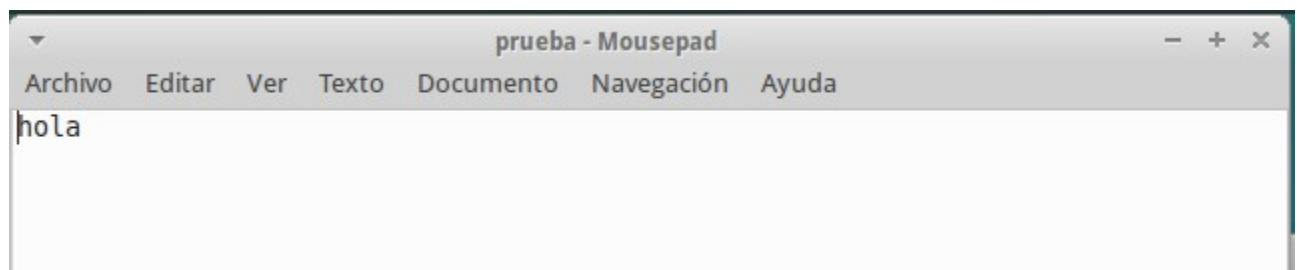 prueba - Mousepad
Archivo Editar Ver Texto Documento Navegación Ayuda
hola